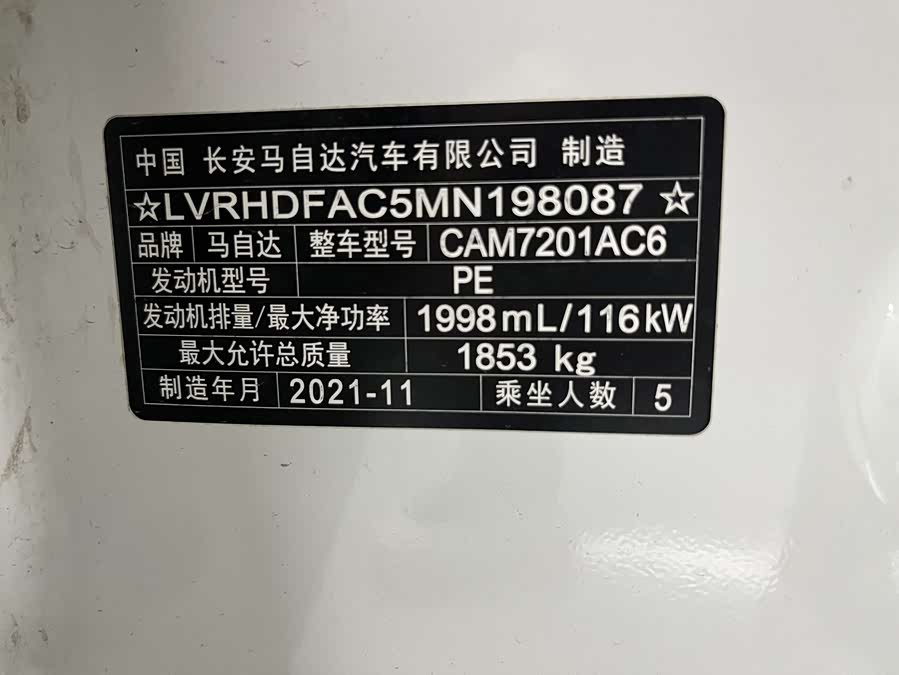 中国 长安马自达汽车有限公司 制造
☆LVRHDFAC5MN198087☆
品牌 马自达 整车型号 CAM7201AC6
发动机型号 PE
发动机排量/最大净功率 1998mL/116kW
最大允许总质量 1853 kg
制造年月 2021-11 乘坐人数 5